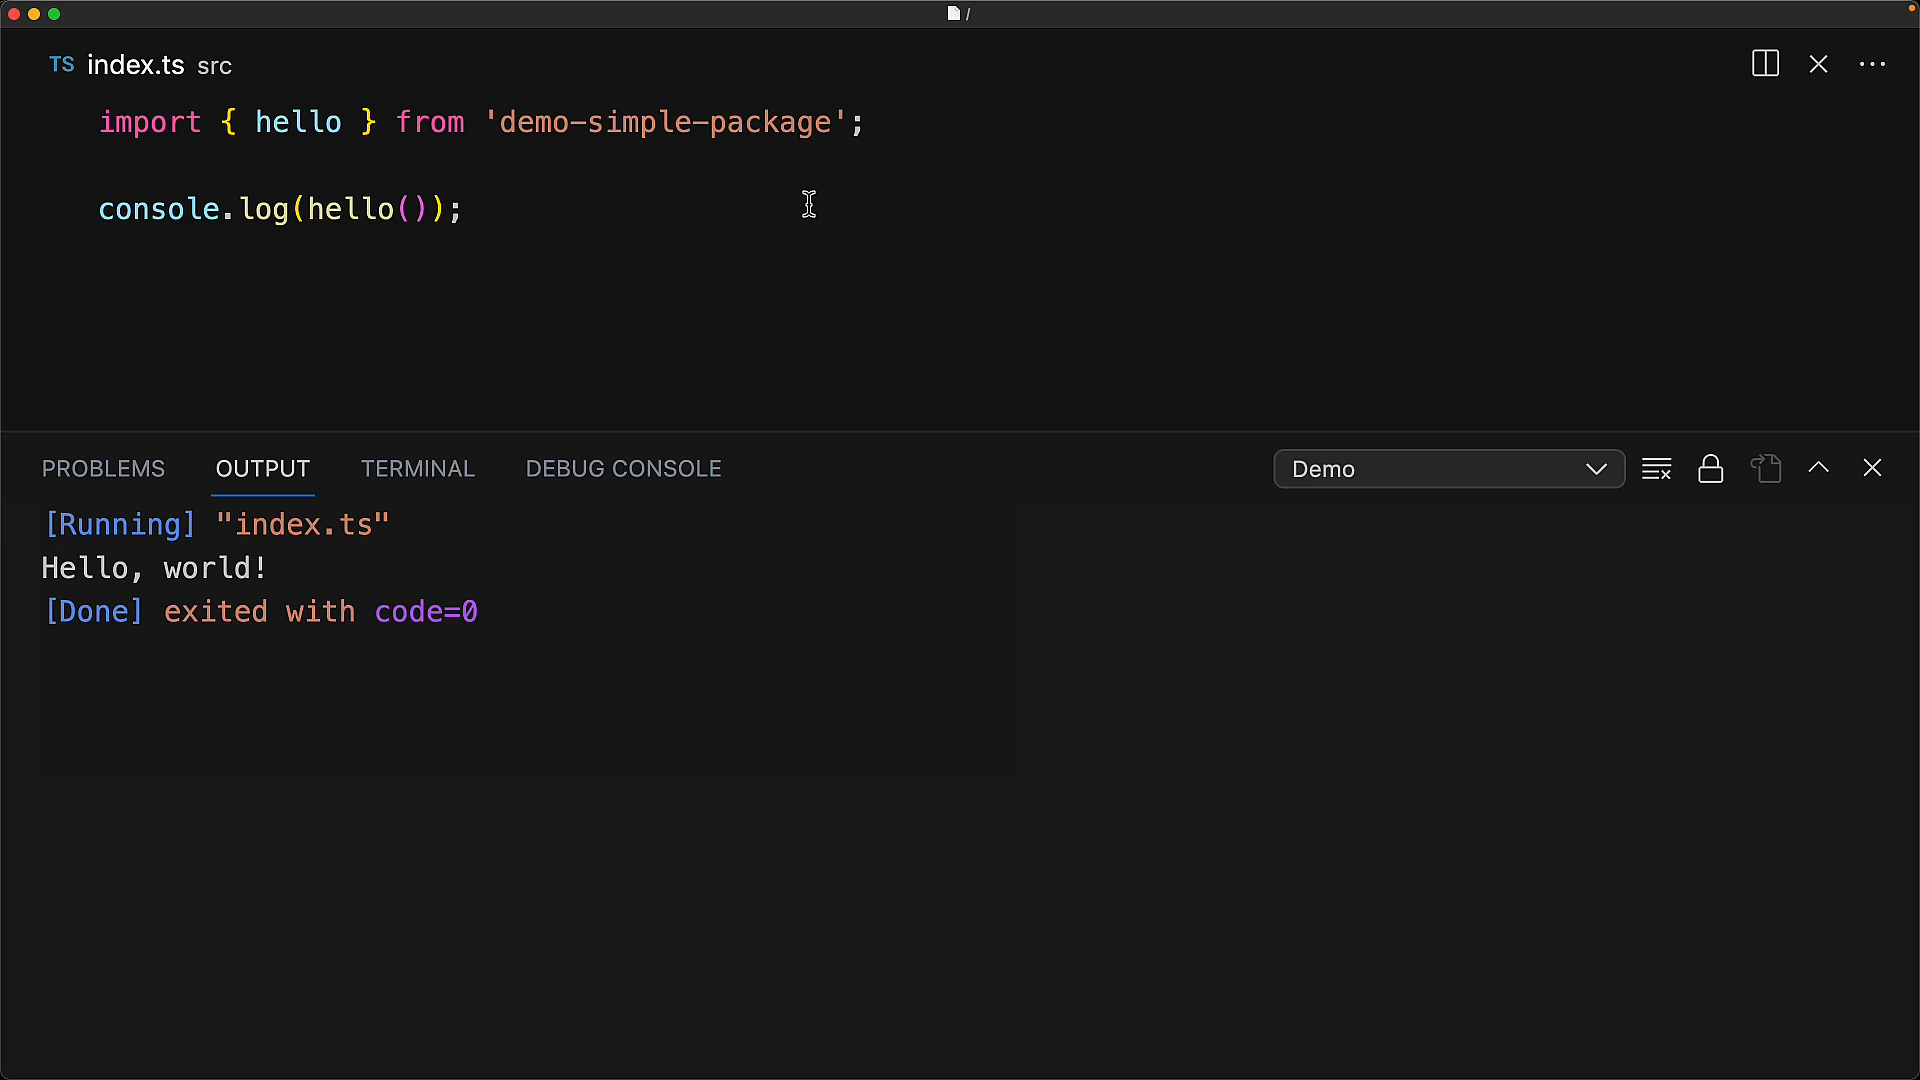 /
TS index.ts src
import { hello } from 'demo-simple-package';
console.log(hello());
PROBLEMS OUTPUT TERMINAL DEBUG CONSOLE Demo
[Running] "index.ts"
Hello, world!
[Done] exited with code=0